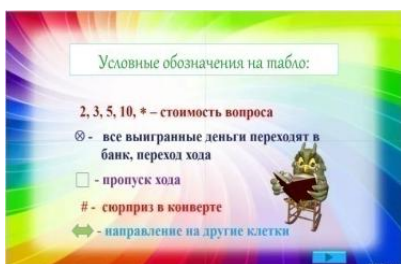 Условные обозначения на табло:
2, 3, 5, 10, * – стоимость вопроса
⊗ - все выигранные деньги переходят в
банк, переход хода
□ - пропуск хода
# - сюрприз в конверте
⇔ - направление на другие клетки